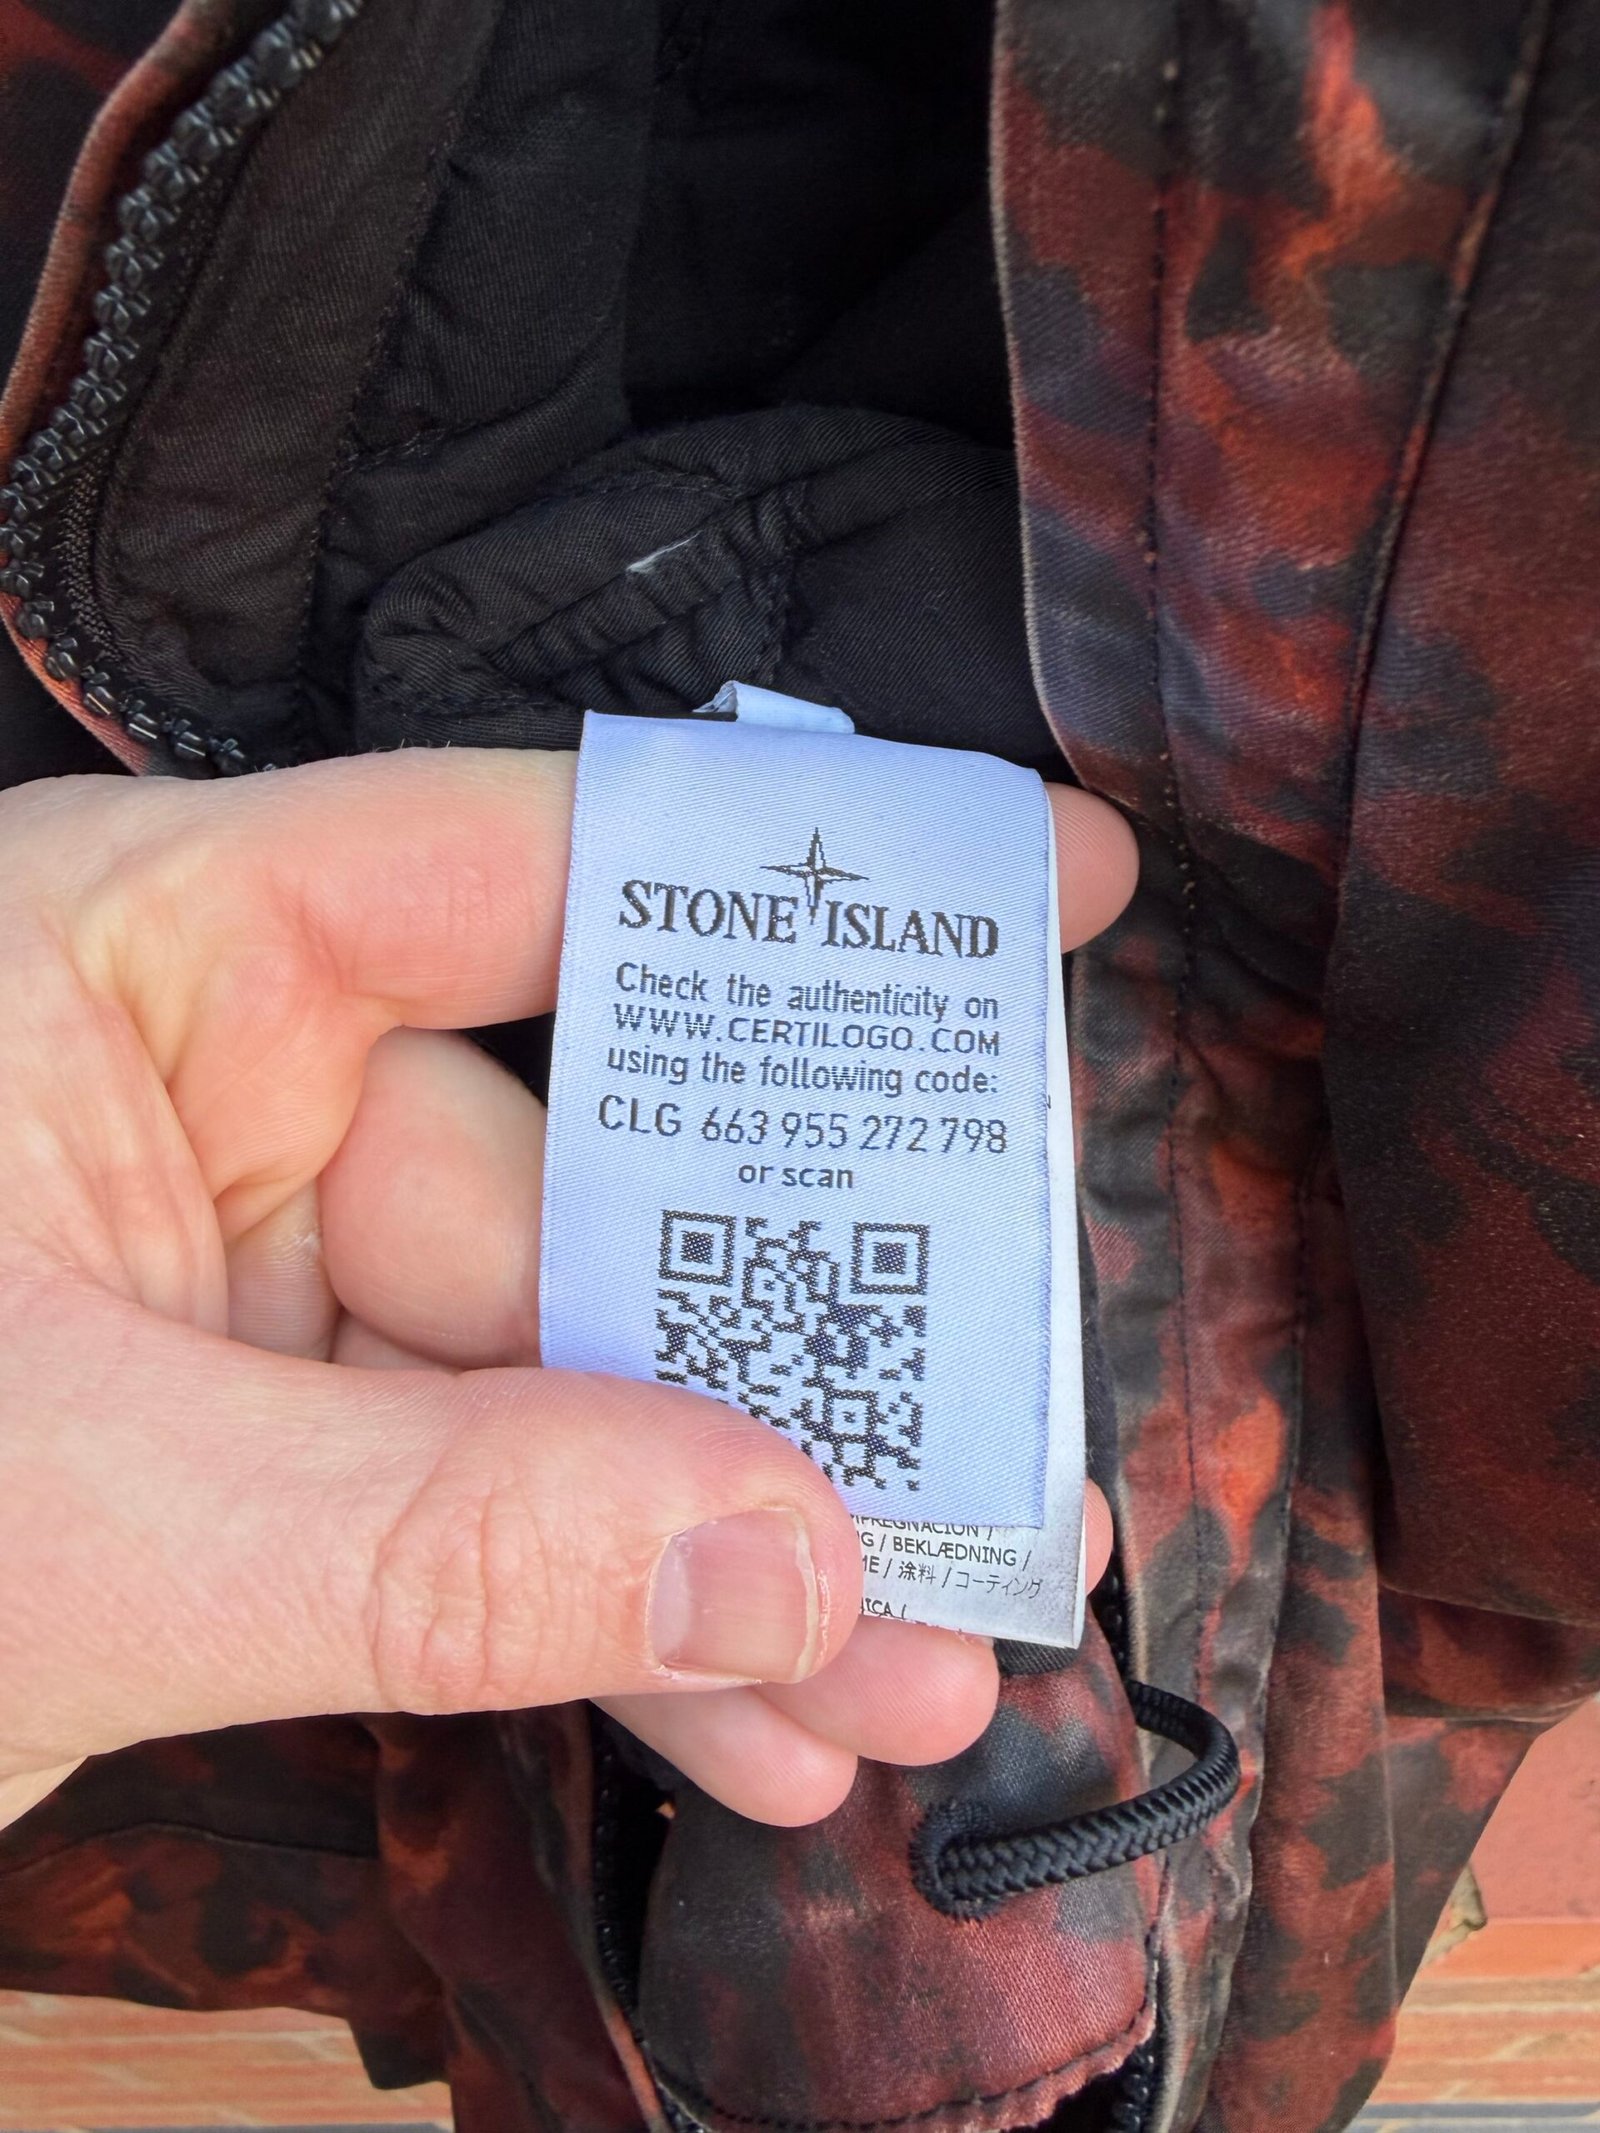 STONE ISLAND
Check the authenticity on
WWW.CERTILOGO.COM
using the following code:
CLG 663 955 272 798
or scan
/ BEKLÆDNING /
/ 涂料 / コーティング